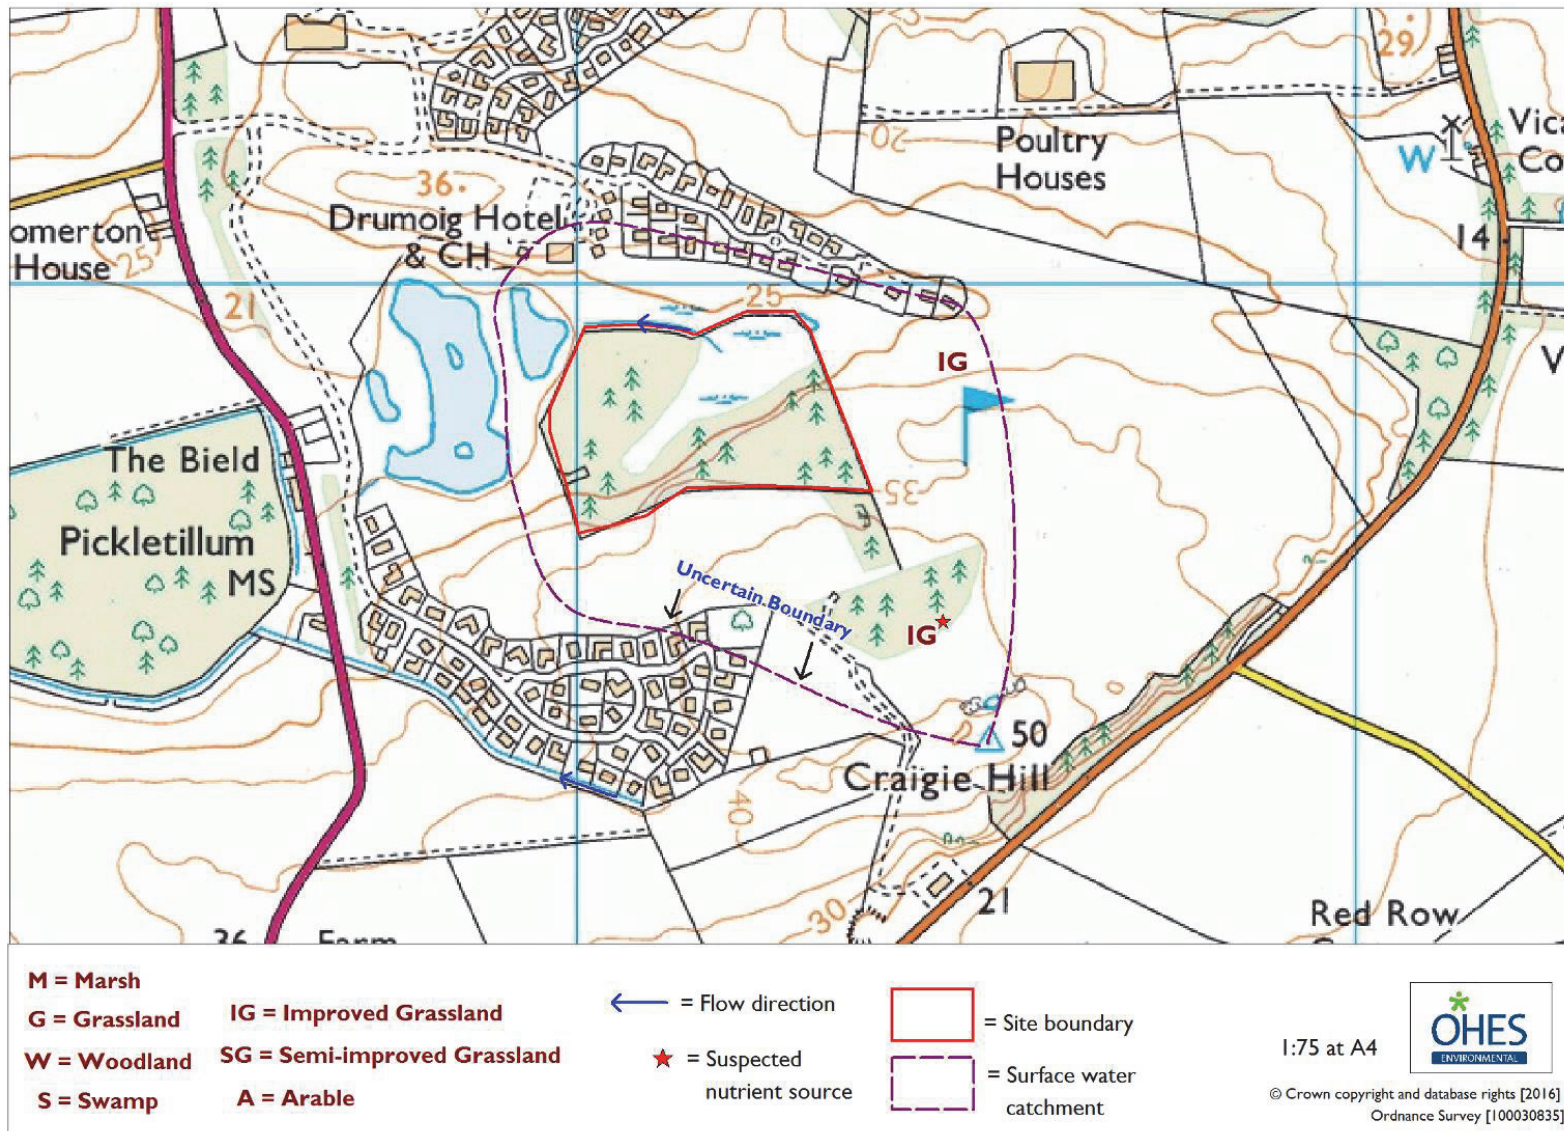 29
20
Poultry
Houses
W
Vica
Co
36
Drumoig Hotel
& CH
omerton
House
25
21
14
25
V
IG
35
The Bield
Pickletillum
MS
Uncertain Boundary
IG
50
Craigie Hill
40
30
21
Red Row
36
Farm
M = Marsh
G = Grassland
W = Woodland
S = Swamp
IG = Improved Grassland
SG = Semi-improved Grassland
A = Arable
= Flow direction
= Suspected
nutrient source
= Site boundary
= Surface water
catchment
1:75 at A4
OHES
ENVIRONMENTAL
© Crown copyright and database rights [2016]
Ordnance Survey [100030835]